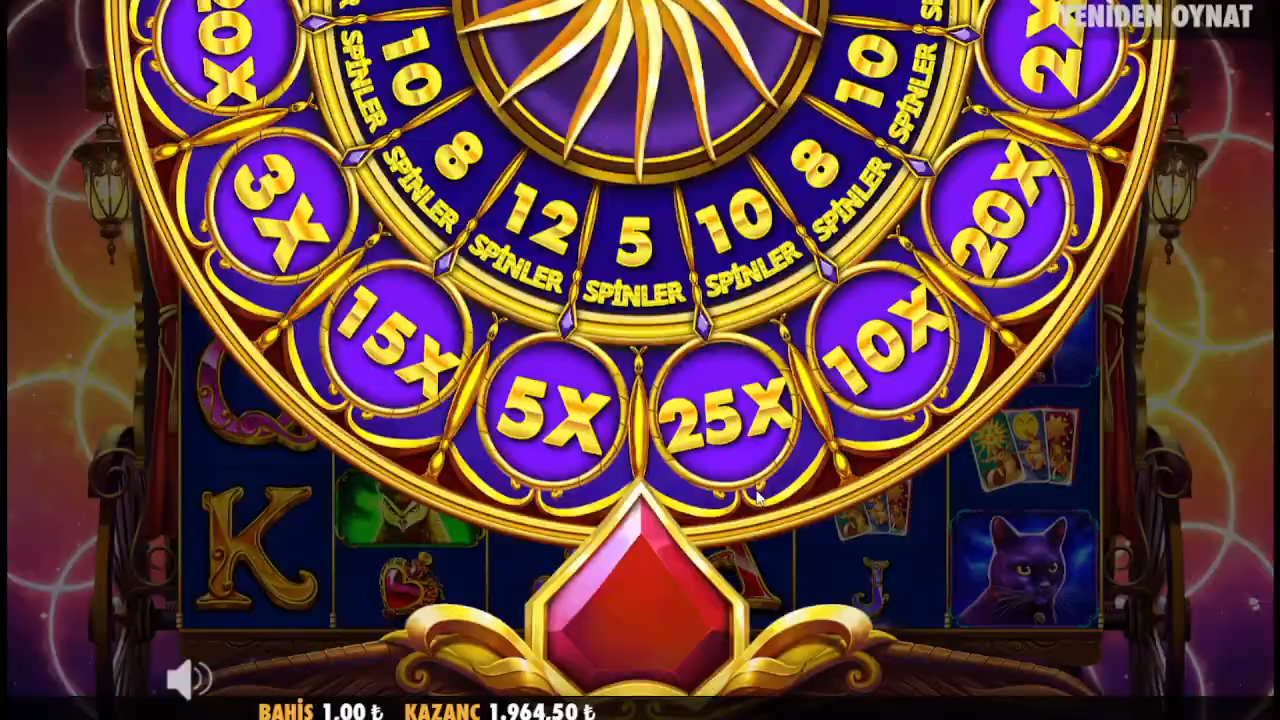 YENİDEN OYNAT
20X
10
SPİNLER
10
SPİNLER
2X
3X
8
SPİNLER
8
SPİNLER
20X
12
SPİNLER
5
SPİNLER
10
SPİNLER
15X
10X
5X
25X
K
J
BAHİS 1,00 ₺ KAZANÇ 1.964,50 ₺